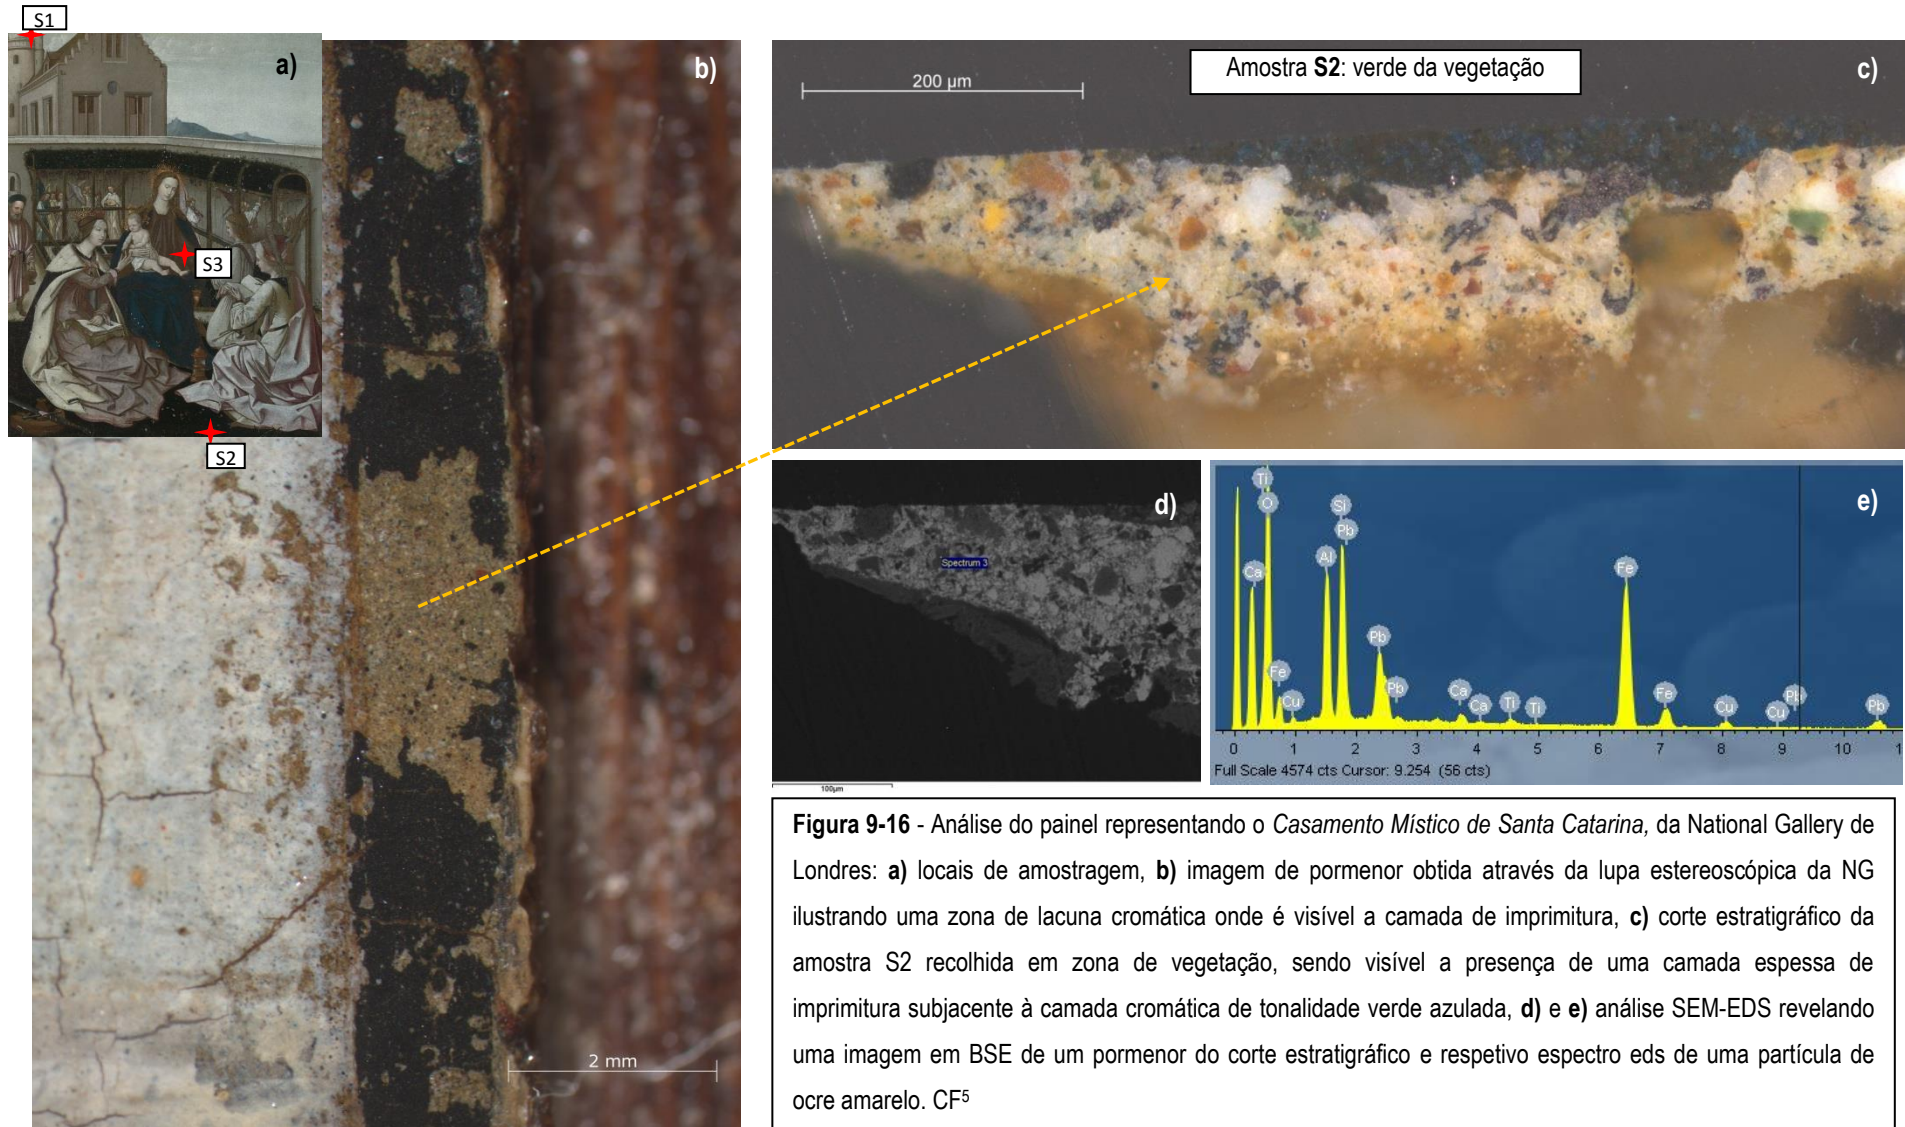 S1
a)
S3
S2
b)
2 mm
200 µm
Amostra S2: verde da vegetação
c)
d)
Spectrum 3
100µm
e)
Ti
O
Ca
Fe
Cu
Al
Si
Pb
Pb
Pb
Ca
Ca
Ti
Ti
Fe
Fe
Cu
Cu
Pb
Pb
0 1 2 3 4 5 6 7 8 9 10 1
Full Scale 4574 cts Cursor: 9.254 (56 cts)
Figura 9-16 - Análise do painel representando o Casamento Místico de Santa Catarina, da National Gallery de
Londres: a) locais de amostragem, b) imagem de pormenor obtida através da lupa estereoscópica da NG
ilustrando uma zona de lacuna cromática onde é visível a camada de imprimitura, c) corte estratigráfico da
amostra S2 recolhida em zona de vegetação, sendo visível a presença de uma camada espessa de
imprimitura subjacente à camada cromática de tonalidade verde azulada, d) e e) análise SEM-EDS revelando
uma imagem em BSE de um pormenor do corte estratigráfico e respetivo espectro eds de uma partícula de
ocre amarelo. CF5